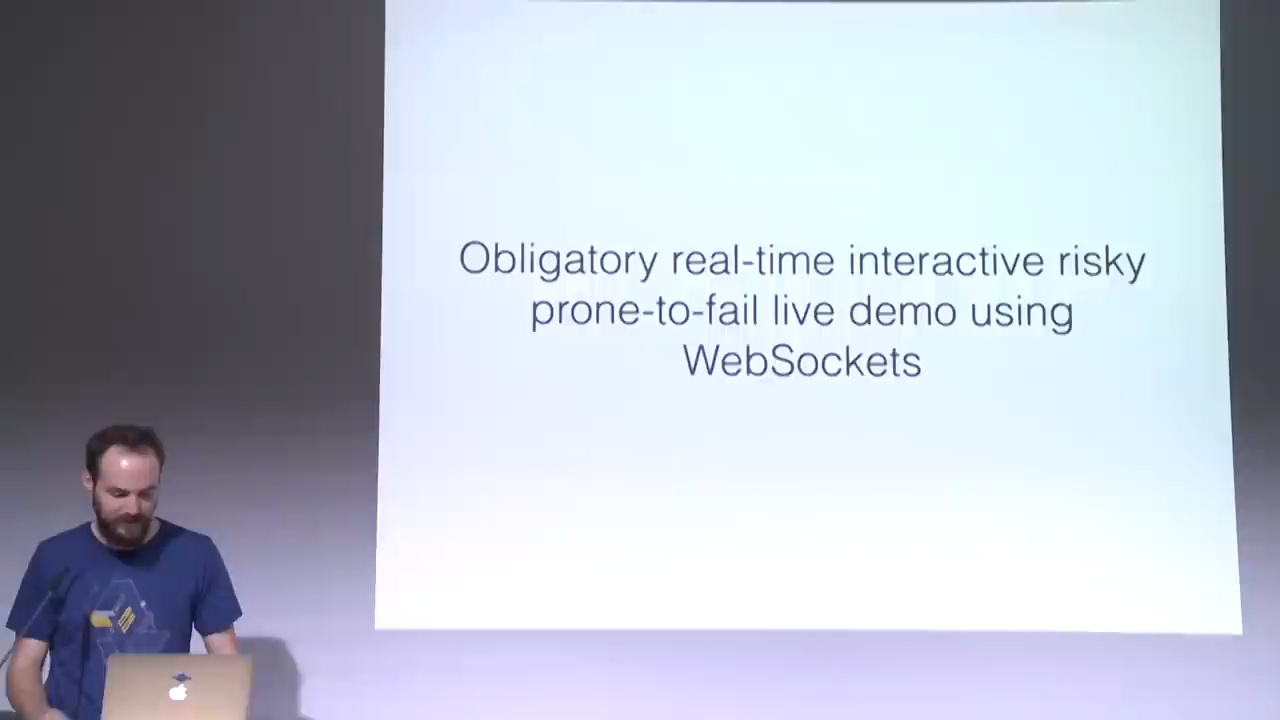 Obligatory real-time interactive risky
prone-to-fail live demo using
WebSockets